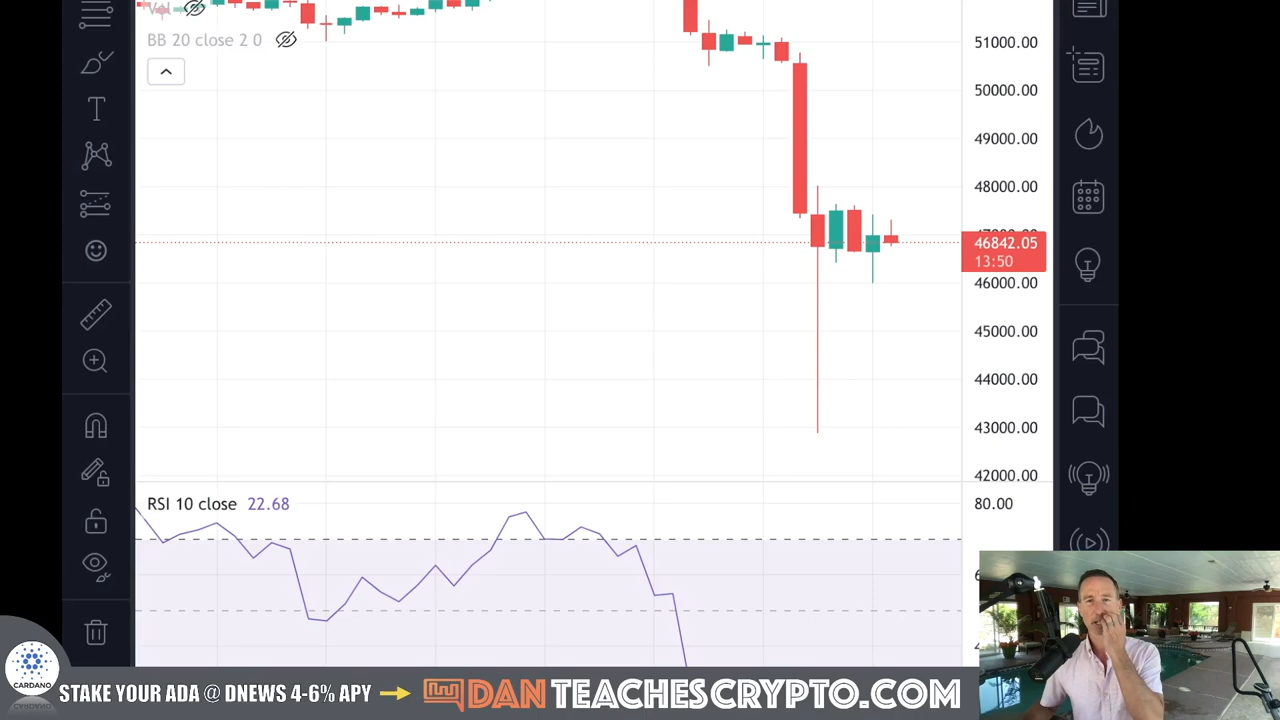 Vol
BB 20 close 2 0
51000.00
50000.00
49000.00
48000.00
46842.05
13:50
46000.00
45000.00
44000.00
43000.00
42000.00
RSI 10 close 22.68
80.00
T
CARDANO
STAKE YOUR ADA @ DNEWS 4-6% APY
DANTEACHESCRYPTO.COM